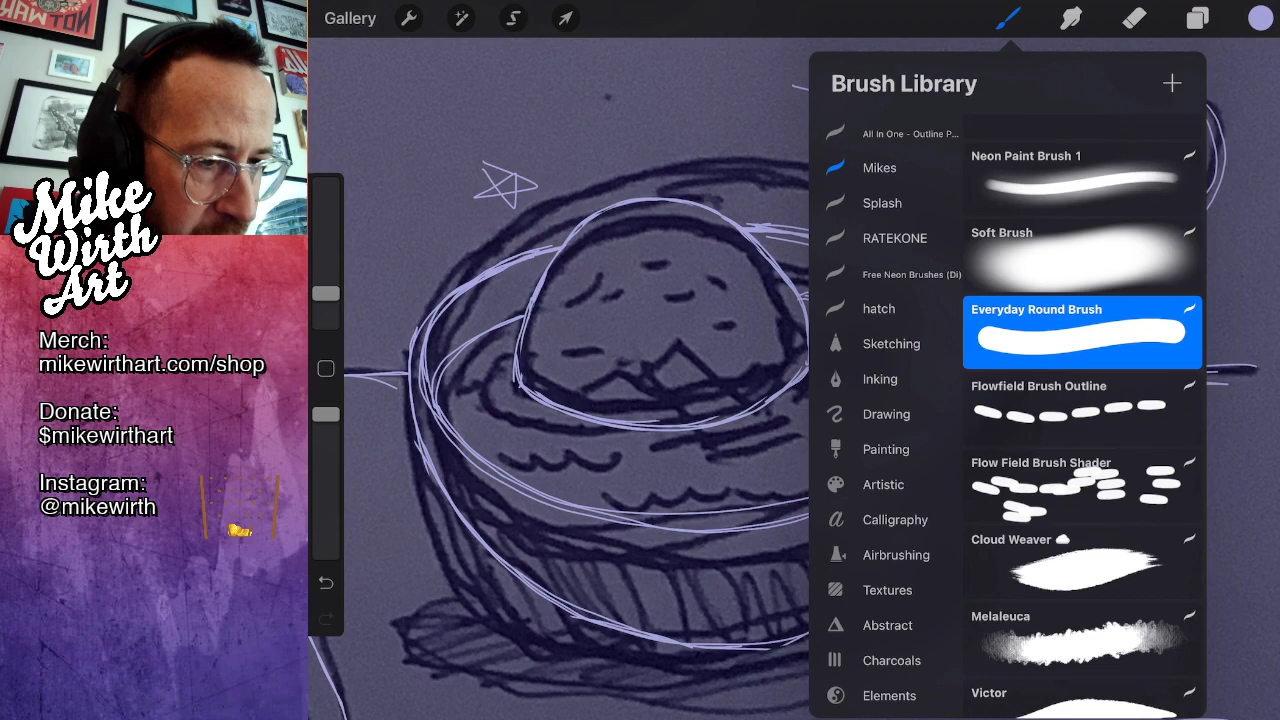 Gallery
NOT WAR
Mike
Wirth
Art
Merch:
mikewirthart.com/shop
Donate:
$mikewirthart
Instagram:
@mikewirth
Brush Library
All In One - Outline P...
Mikes
Splash
RATEKONE
Free Neon Brushes (Di)
hatch
Sketching
Inking
Drawing
Painting
Artistic
Calligraphy
Airbrushing
Textures
Abstract
Charcoals
Elements
Neon Paint Brush 1
Soft Brush
Everyday Round Brush
Flowfield Brush Outline
Flow Field Brush Shader
Cloud Weaver ☁️
Melaleuca
Victor